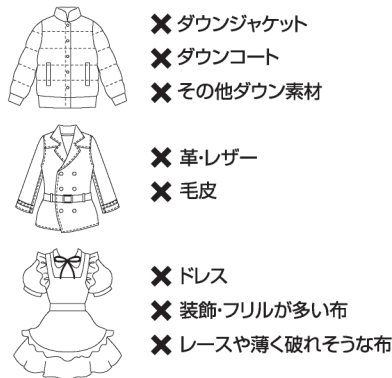 ✖ ダウンジャケット
✖ ダウンコート
✖ その他ダウン素材
✖ 革・レザー
✖ 毛皮
✖ ドレス
✖ 装飾・フリルが多い布
✖ レースや薄く破れそうな布